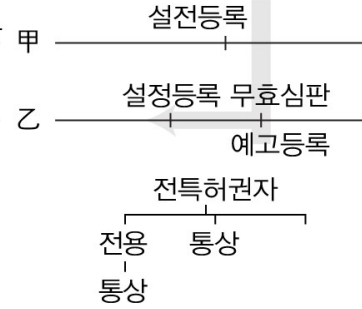 설전등록
甲
설정등록 무효심판
乙
예고등록
전특허권자
전용 통상
통상